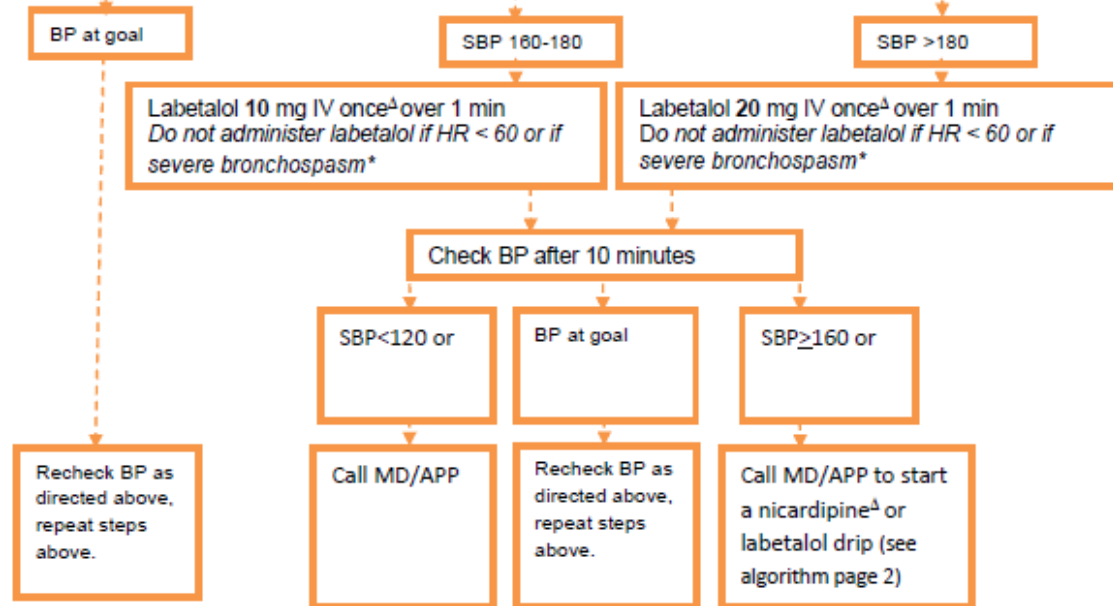 BP at goal
SBP 160-180
SBP >180
Labetalol 10 mg IV onceᐃ over 1 min
Do not administer labetalol if HR < 60 or if
severe bronchospasm*
Labetalol 20 mg IV onceᐃ over 1 min
Do not administer labetalol if HR < 60 or if
severe bronchospasm*
Check BP after 10 minutes
SBP<120 or
BP at goal
SBP≥160 or
Recheck BP as
directed above,
repeat steps
above.
Call MD/APP
Recheck BP as
directed above,
repeat steps
above.
Call MD/APP to start
a nicardipineᐃ or
labetalol drip (see
algorithm page 2)